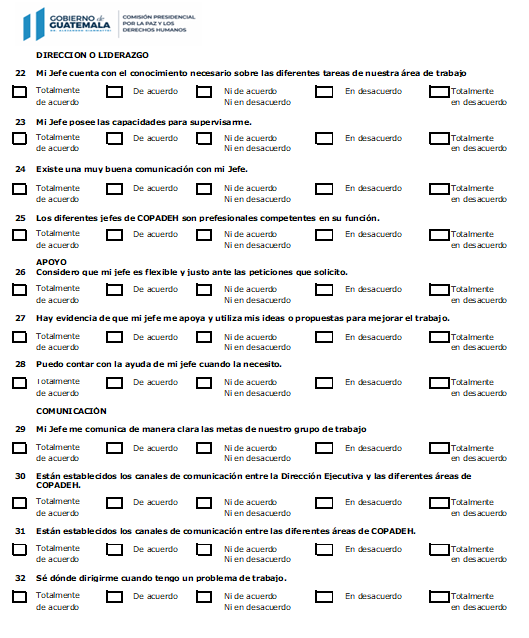 GOBIERNO de
GUATEMALA
DR. ALEJANDRO GIAMMATTEI
COMISIÓN PRESIDENCIAL
POR LA PAZ Y LOS
DERECHOS HUMANOS
DIRECCION O LIDERAZGO
22 Mi Jefe cuenta con el conocimiento necesario sobre las diferentes tareas de nuestra área de trabajo
Totalmente De acuerdo Ni de acuerdo En desacuerdo Totalmente
de acuerdo Ni en desacuerdo en desacuerdo
23 Mi Jefe posee las capacidades para supervisarme.
Totalmente De acuerdo Ni de acuerdo En desacuerdo Totalmente
de acuerdo Ni en desacuerdo en desacuerdo
24 Existe una muy buena comunicación con mi Jefe.
Totalmente De acuerdo Ni de acuerdo En desacuerdo Totalmente
de acuerdo Ni en desacuerdo en desacuerdo
25 Los diferentes jefes de COPADEH son prefesionales competentes en su función.
Totalmente De acuerdo Ni de acuerdo En desacuerdo Totalmente
de acuerdo Ni en desacuerdo en desacuerdo
APOYO
26 Considero que mi jefe es flexible y justo ante las peticiones que solicito.
Totalmente De acuerdo Ni de acuerdo En desacuerdo Totalmente
de acuerdo Ni en desacuerdo en desacuerdo
27 Hay evidencia de que mi jefe me apoya y utiliza mis ideas o propuestas para mejorar el trabajo.
Totalmente De acuerdo Ni de acuerdo En desacuerdo Totalmente
de acuerdo Ni en desacuerdo en desacuerdo
28 Puedo contar con la ayuda de mi jefe cuando la necesito.
Totalmente De acuerdo Ni de acuerdo En desacuerdo Totalmente
de acuerdo Ni en desacuerdo en desacuerdo
COMUNICACIÓN
29 Mi Jefe me comunica de manera clara las metas de nuestro grupo de trabajo
Totalmente De acuerdo Ni de acuerdo En desacuerdo Totalmente
de acuerdo Ni en desacuerdo en desacuerdo
30 Están establecidos los canales de comunicación entre la Dirección Ejecutiva y las diferentes áreas de
COPADEH.
Totalmente De acuerdo Ni de acuerdo En desacuerdo Totalmente
de acuerdo Ni en desacuerdo en desacuerdo
31 Están establecidos los canales de comunicación entre las diferentes áreas de COPADEH.
Totalmente De acuerdo Ni de acuerdo En desacuerdo Totalmente
de acuerdo Ni en desacuerdo en desacuerdo
32 Sé dónde dirigirme cuando tengo un problema de trabajo.
Totalmente De acuerdo Ni de acuerdo En desacuerdo Totalmente
de acuerdo Ni en desacuerdo en desacuerdo